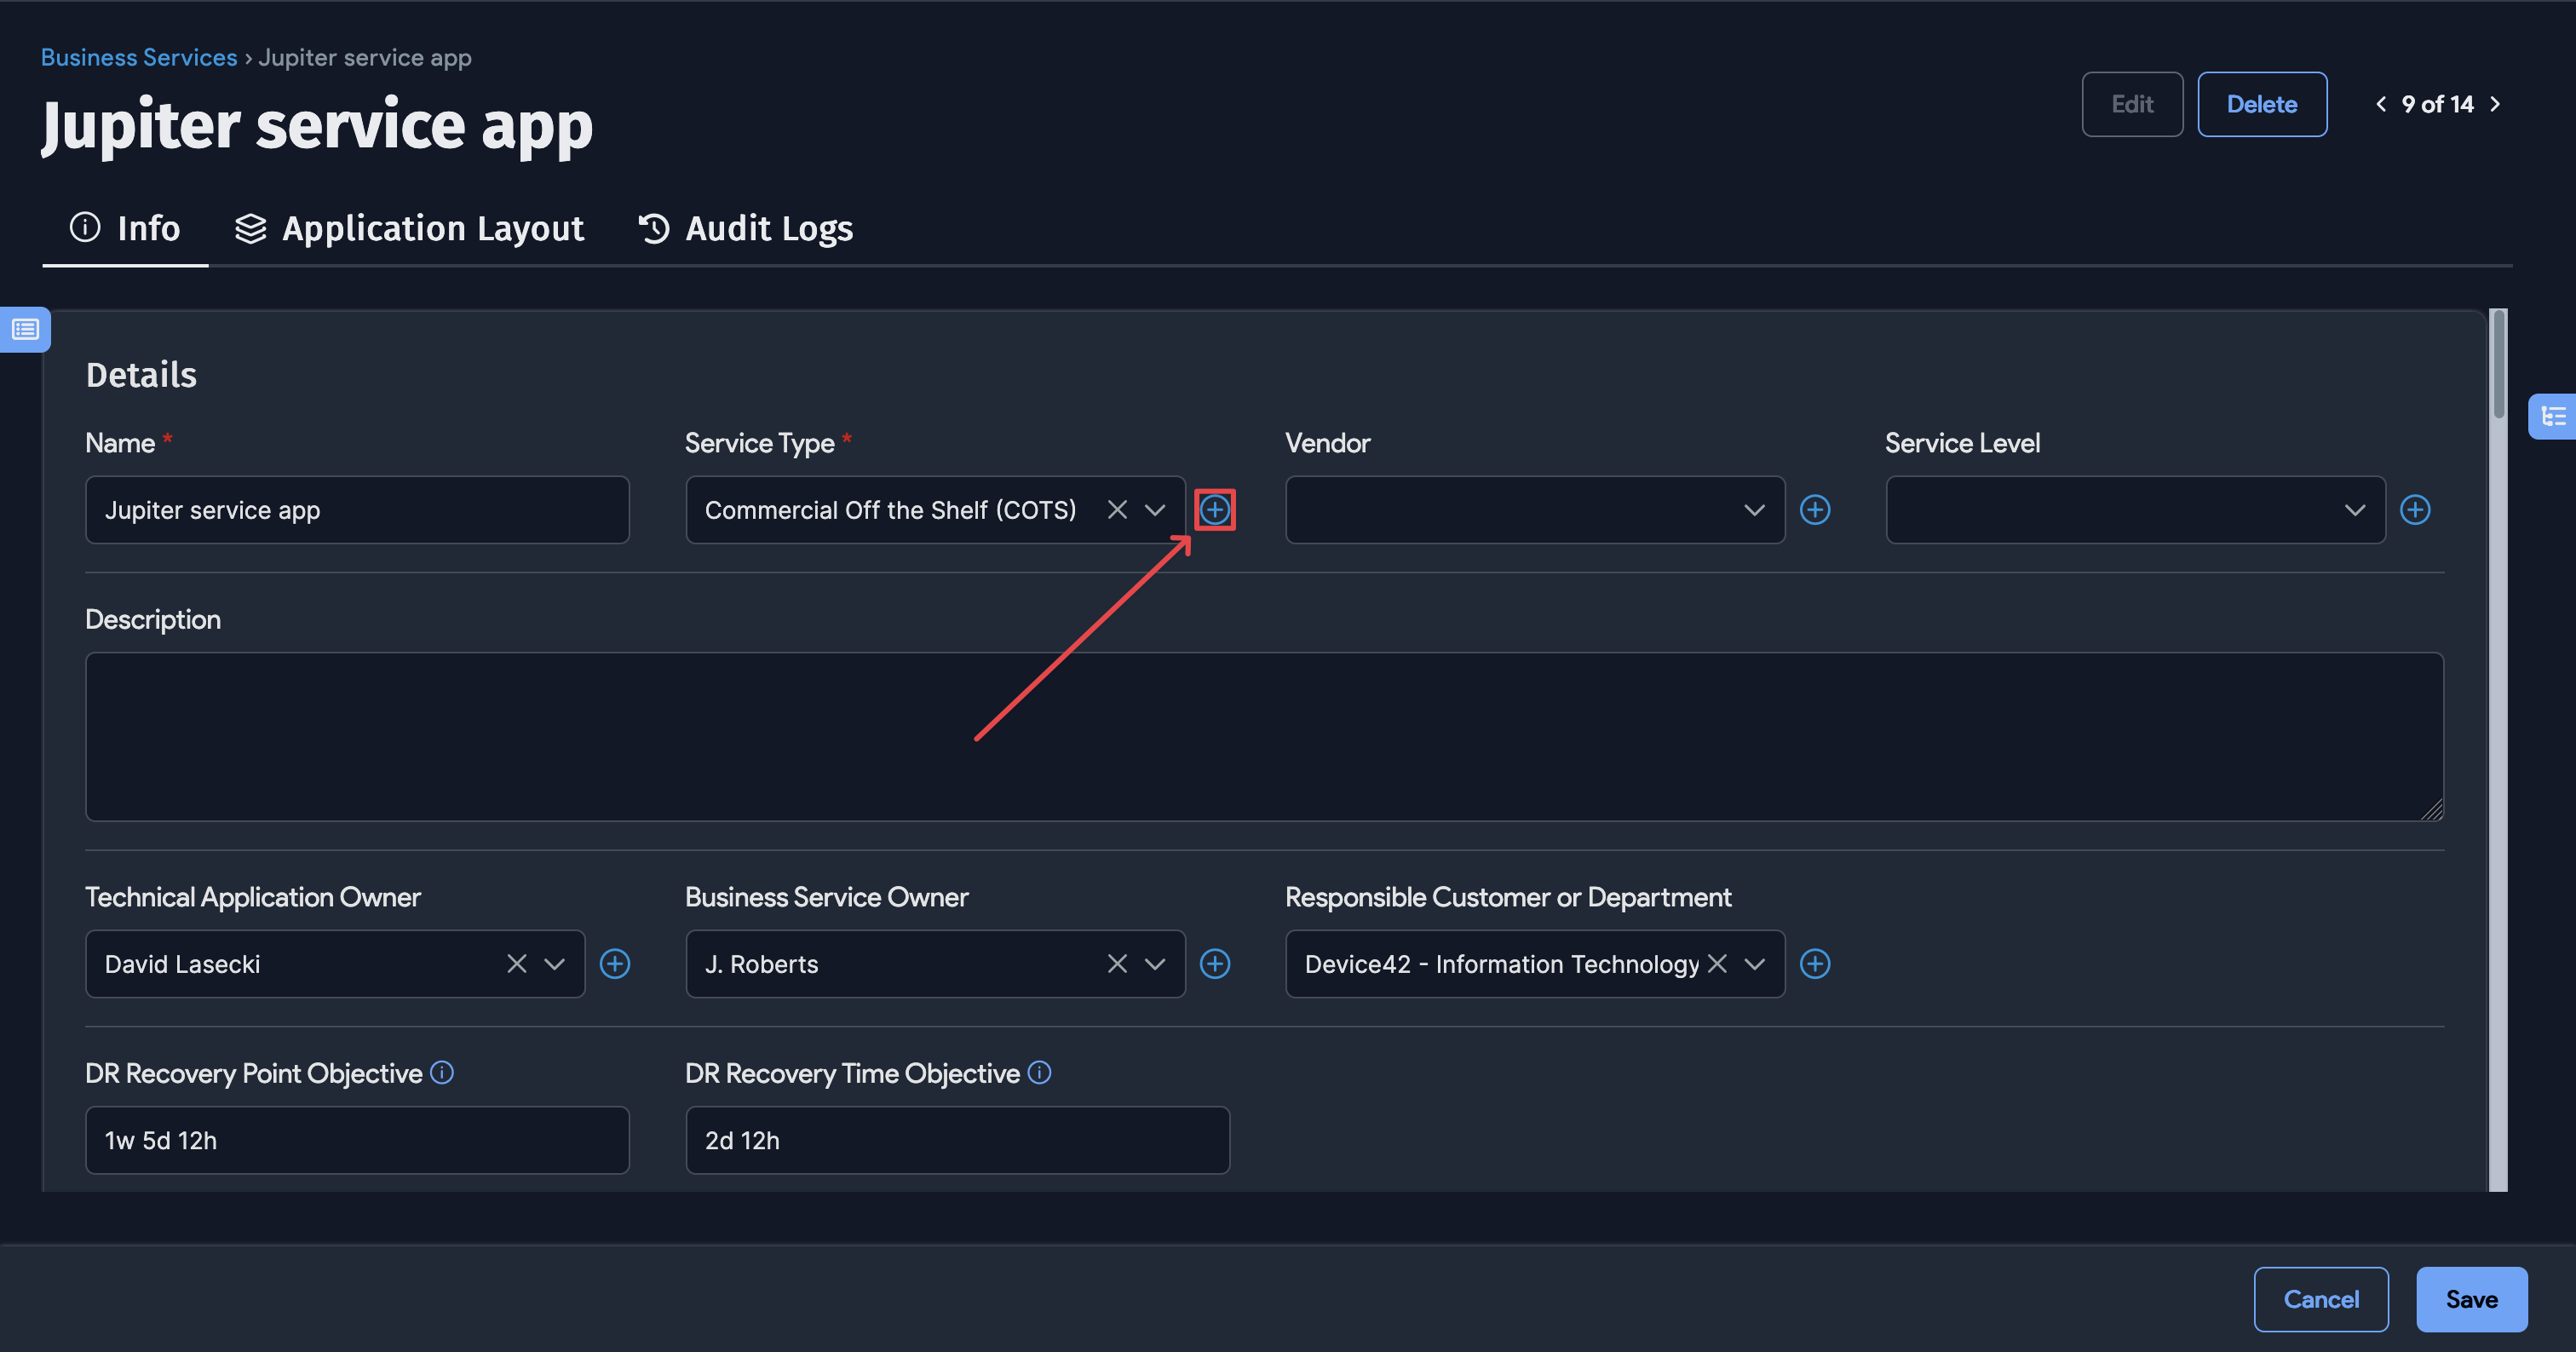 Business Services › Jupiter service app
Jupiter service app
Edit
Delete
9 of 14
Info
Application Layout
Audit Logs
Details
Name *
Service Type *
Vendor
Service Level
Jupiter service app
Commercial Off the Shelf (COTS)
Description
Technical Application Owner
Business Service Owner
Responsible Customer or Department
David Lasecki
J. Roberts
Device42 - Information Technology
DR Recovery Point Objective
DR Recovery Time Objective
1w 5d 12h
2d 12h
Cancel
Save